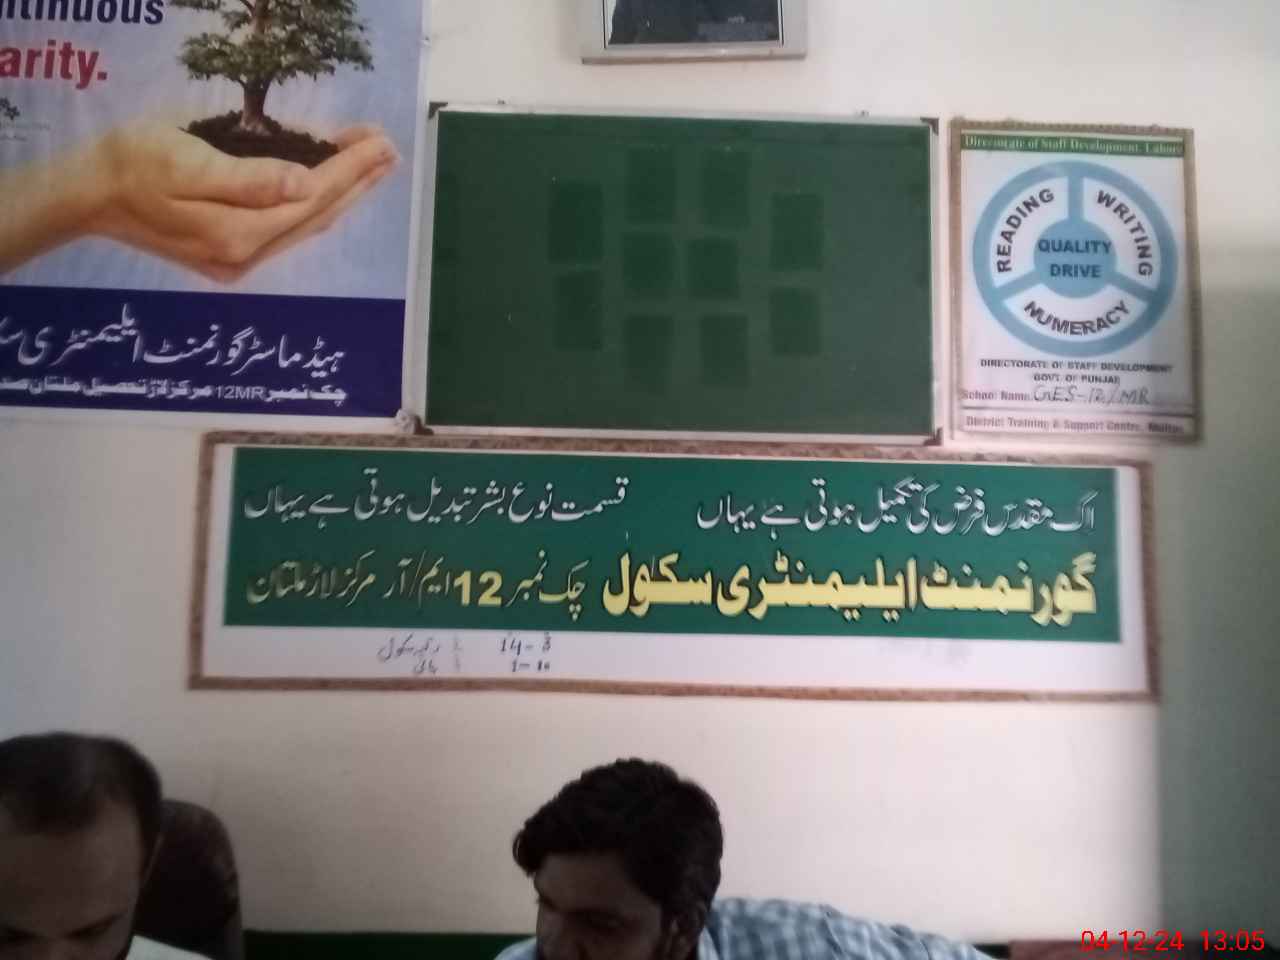 ntinuous
arity.
ہیڈ ماسٹر گورنمنٹ ایلیمنٹری
چک نمبر 12MR مرکز لاڑ تحصیل ملتان صدر
Directorate of Staff Development, Lahore
READING
WRITING
QUALITY
DRIVE
NUMERACY
DIRECTORATE OF STAFF DEVELOPMENT
GOVT. OF PUNJAB
School Name GES-12/MR
District Training & Support Centre, Multan
اک مقدس فرض کی تکمیل ہوتی ہے یہاں قسمت نوع بشر تبدیل ہوتی ہے یہاں
گورنمنٹ ایلیمنٹری سکول چک نمبر 12 ایم/آر مرکز لاڑ ملتان
04-12-24 13:05